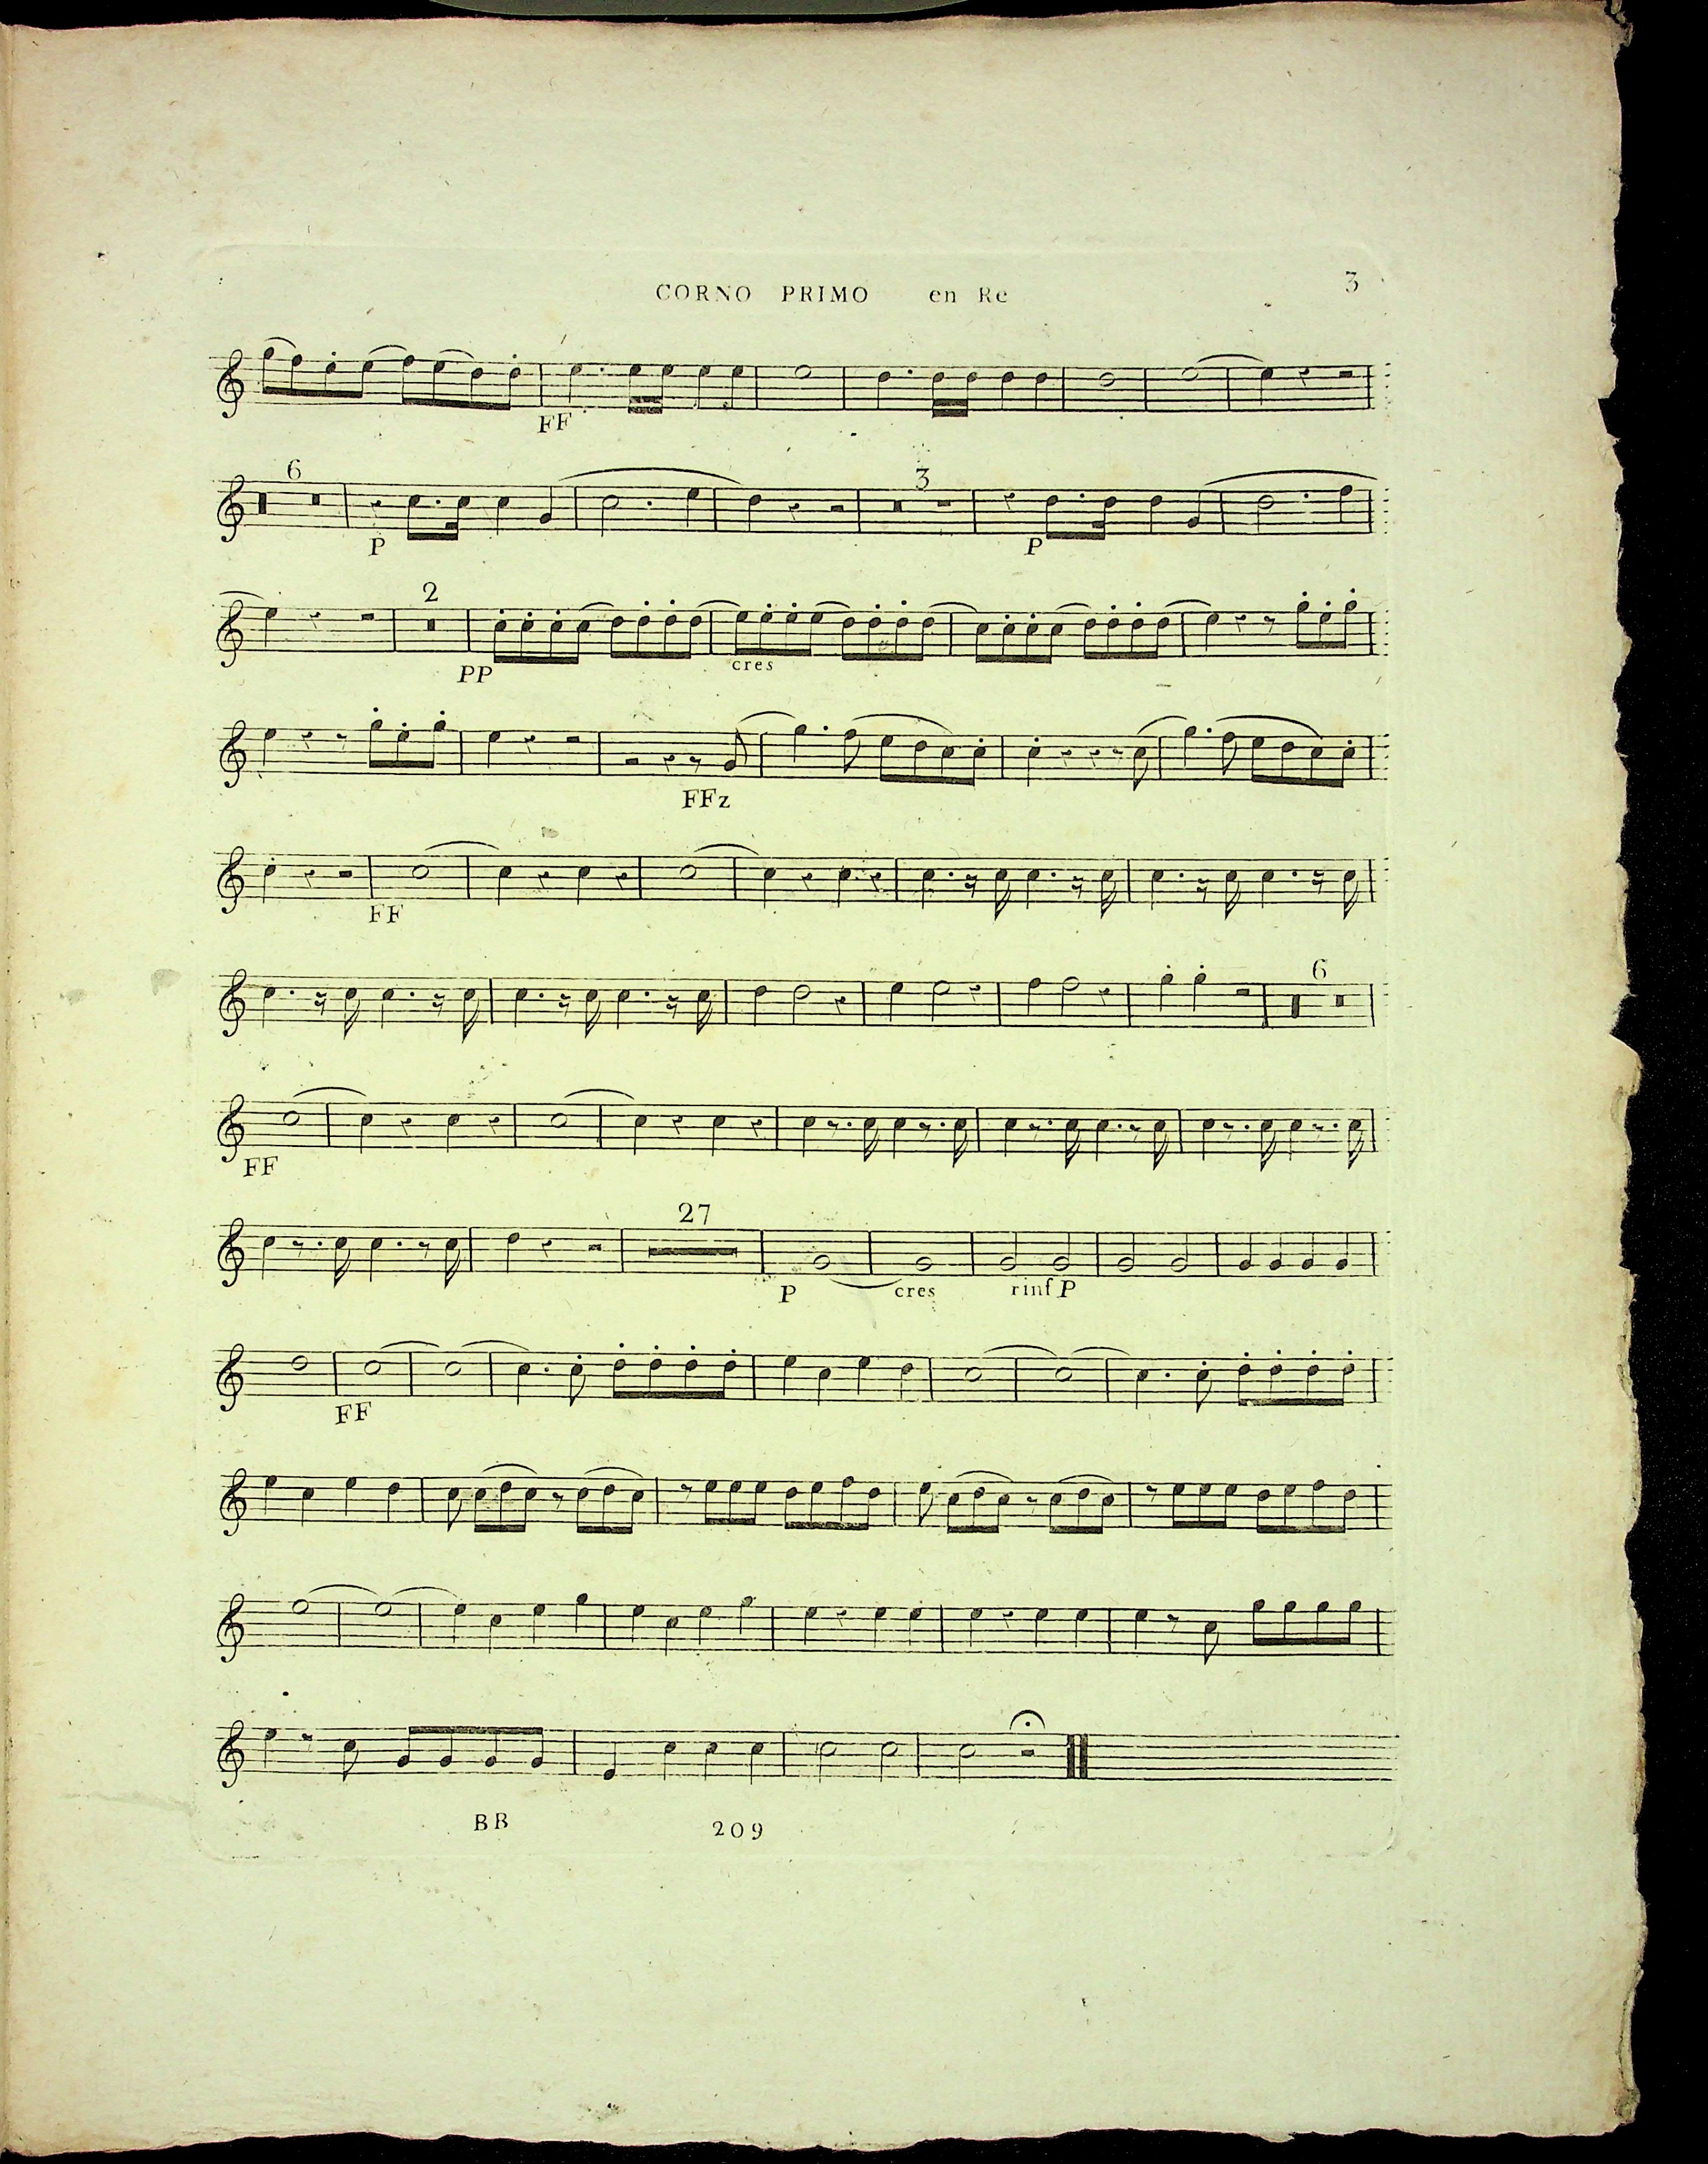 CORNO PRIMO en Re 3
FF
6 3
P P
2
PP cres
FFz
FF
6
FF
27
P cres rinf P
FF
BB 209